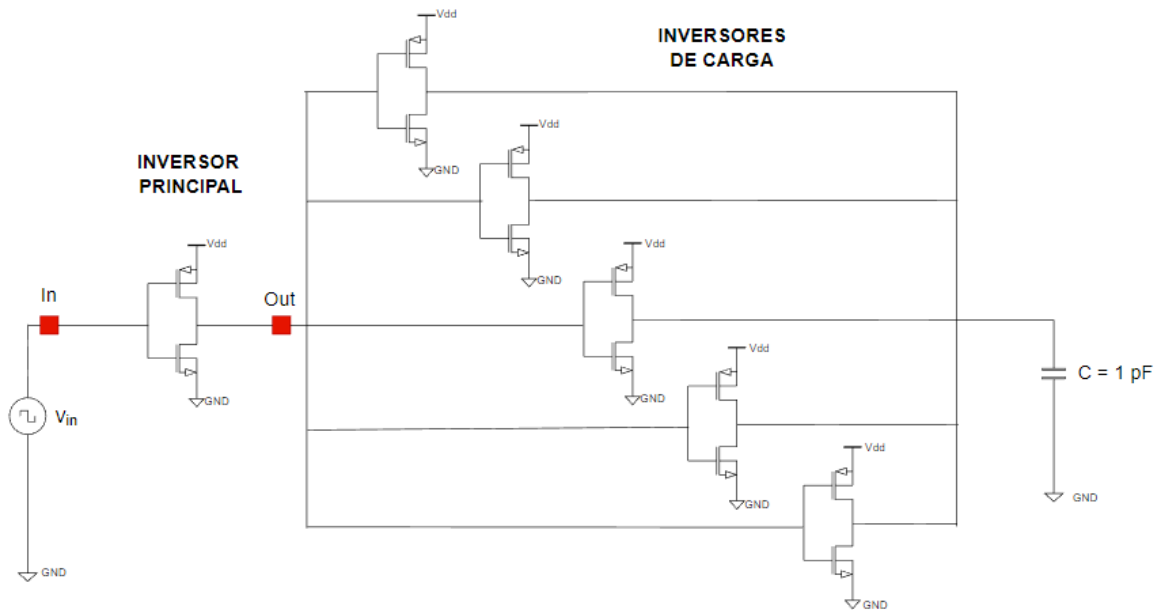 Vdd
INVERSORES
DE CARGA
GND
Vdd
INVERSOR
PRINCIPAL
GND
Vdd
Vdd
In
Out
Vdd
C = 1 pF
GND
GND
Vin
Vdd
GND
GND
GND
GND